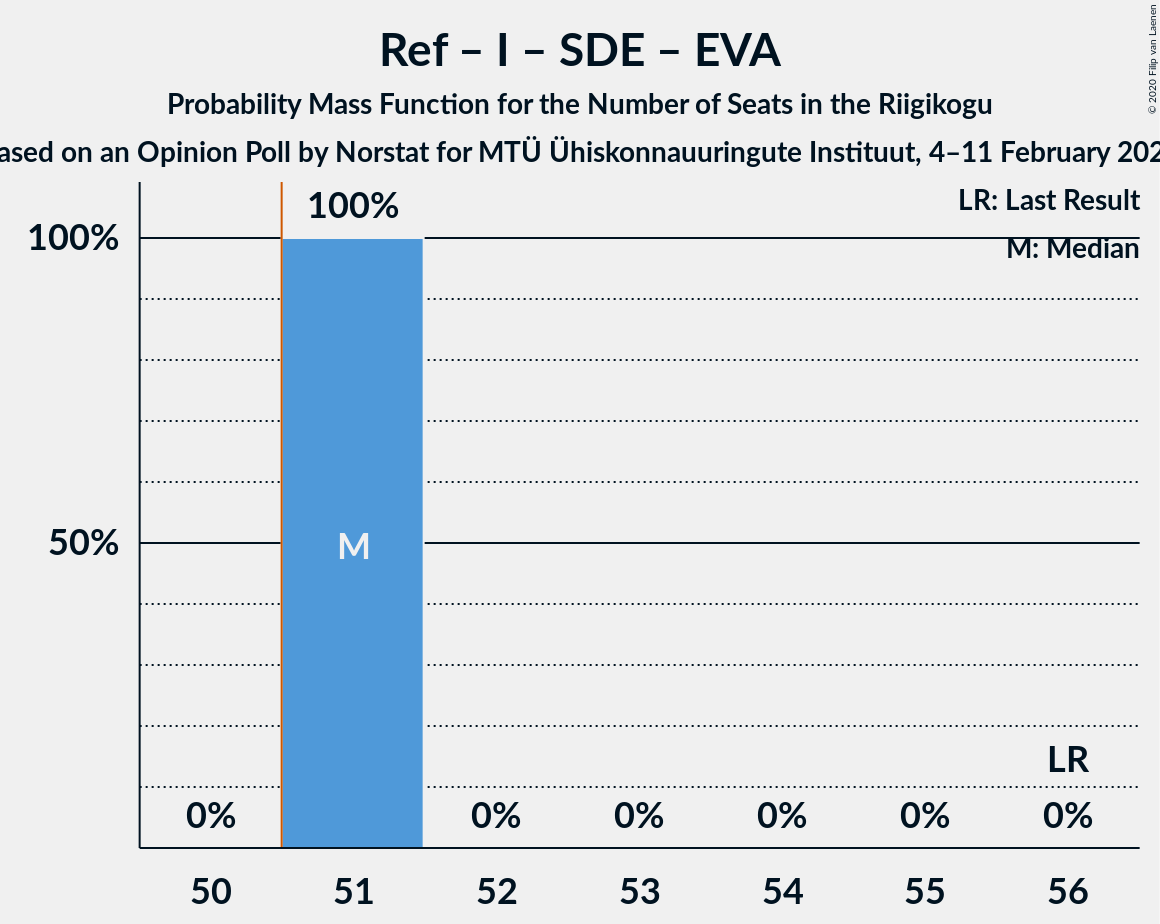 Ref – I – SDE – EVA
Probability Mass Function for the Number of Seats in the Riigikogu
on an Opinion Poll by Norstat for MTÜ Ühiskonnauuringute Instituut, 4–11 February
© 2020 Filip van Laenen
LR: Last Result
M: Median
100%
100%
50%
M
LR
0%
0%
0%
0%
0%
0%
50
51
52
53
54
55
56